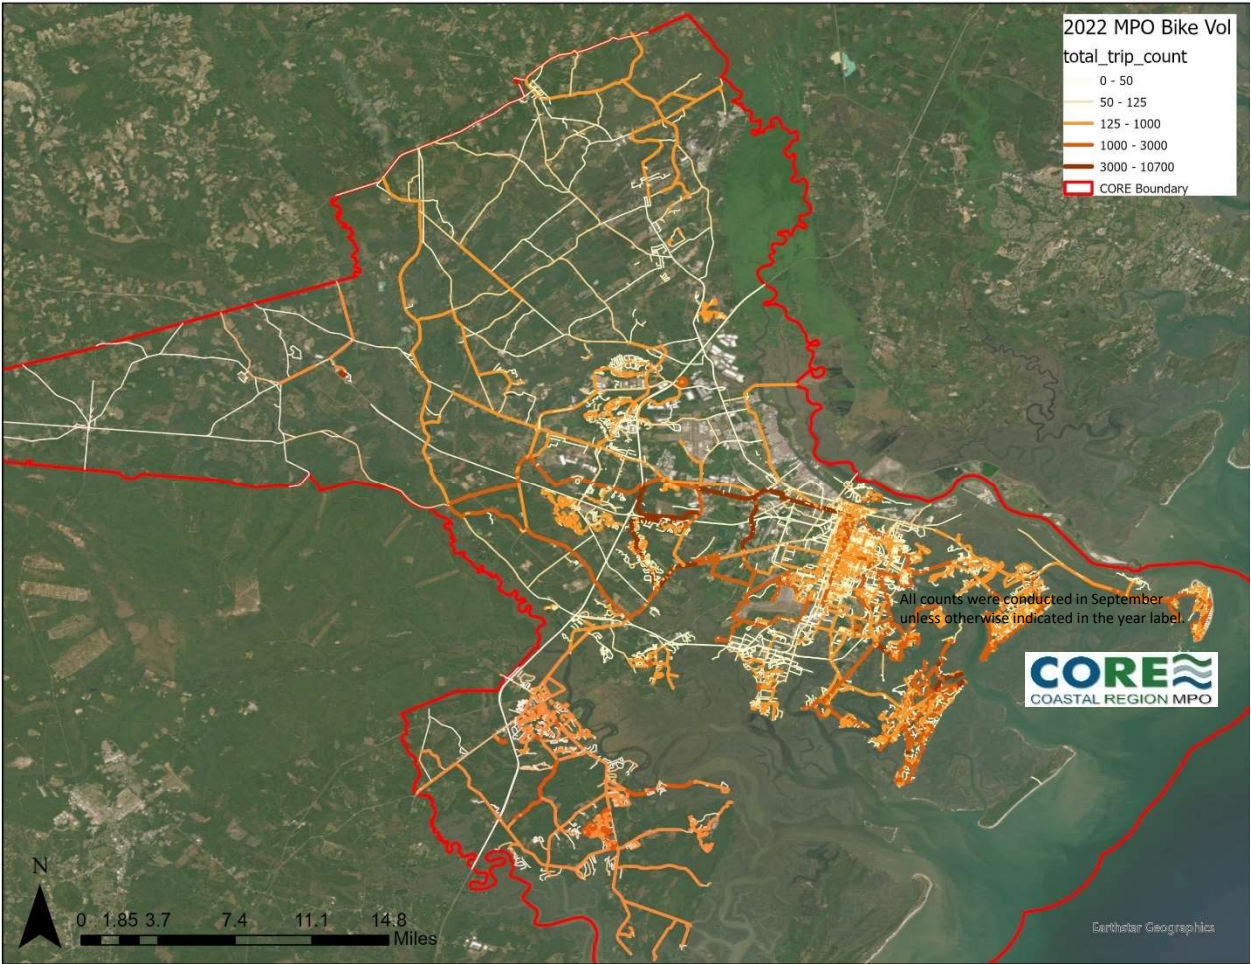 2022 MPO Bike Vol
total_trip_count
0 - 50
50 - 125
125 - 1000
1000 - 3000
3000 - 10700
CORE Boundary
All counts were conducted in September
unless otherwise indicated in the year label.
CORE
COASTAL REGION MPO
N
0 1.85 3.7 7.4 11.1 14.8
Miles
Earthstar Geographics